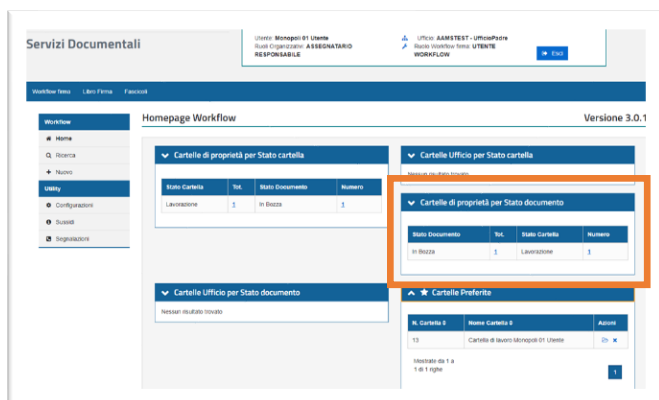 Servizi Documentali
Utente: Monopoli 01 Utente
Ruoli Organizzativi: ASSEGNATARIO
RESPONSABILE
Ufficio: AAMSTEST - UfficioPadre
Ruolo Workflow firma: UTENTE
WORKFLOW
Esci
Workflow firma Libro Firma Fascicoli
Workflow
Home
Ricerca
Nuovo
Utility
Configurazioni
Sussidi
Segnalazioni
Homepage Workflow
Versione 3.0.1
Cartelle di proprietà per Stato cartella
Stato Cartella Tot. Stato Documento Numero
Lavorazione 1 In Bozza 1
Cartelle Ufficio per Stato cartella
Nessun risultato trovato
Cartelle di proprietà per Stato documento
Stato Documento Tot. Stato Cartella Numero
In Bozza 1 Lavorazione 1
Cartelle Ufficio per Stato documento
Nessun risultato trovato
Cartelle Preferite
N. Cartella Nome Cartella Azioni
13 Cartella di lavoro Monopoli 01 Utente
Mostrate da 1 a
1 di 1 righe
1